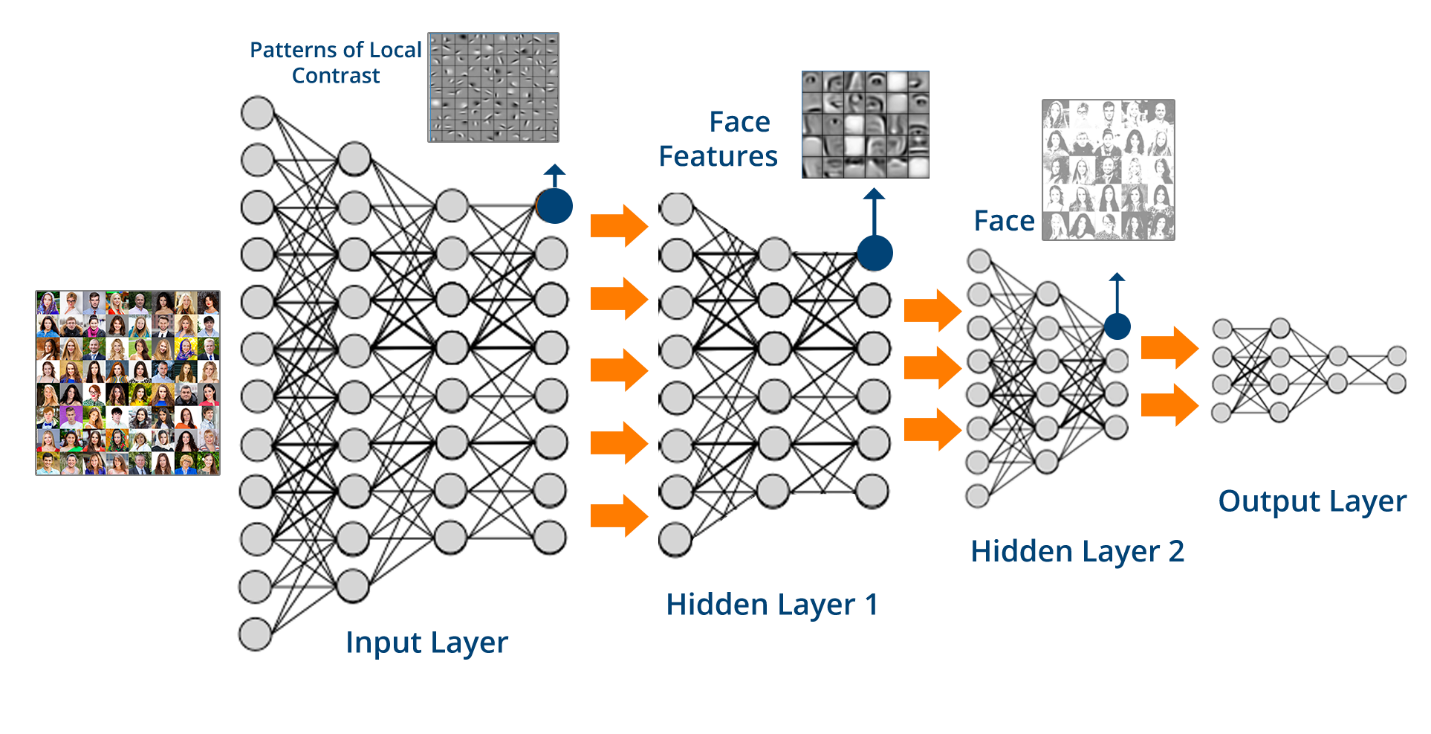 Patterns of Local
Contrast
Face
Features
Face
Input Layer
Hidden Layer 1
Hidden Layer 2
Output Layer